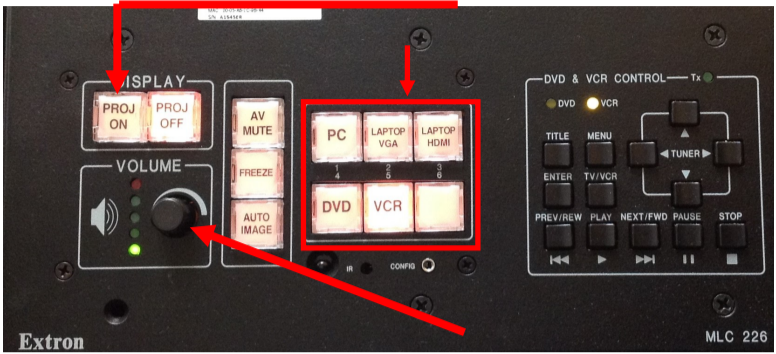 DISPLAY
PROJ
ON
PROJ
OFF
VOLUME
AV
MUTE
FREEZE
AUTO
IMAGE
PC
LAPTOP
VGA
LAPTOP
HDMI
1 2 3
4 5 6
DVD
VCR
IR
CONFIG
DVD & VCR CONTROL
Tx
DVD
VCR
TITLE
MENU
TUNER
ENTER
TV/VCR
PREV/REW
PLAY
NEXT/FWD
PAUSE
STOP
Extron
MLC 226